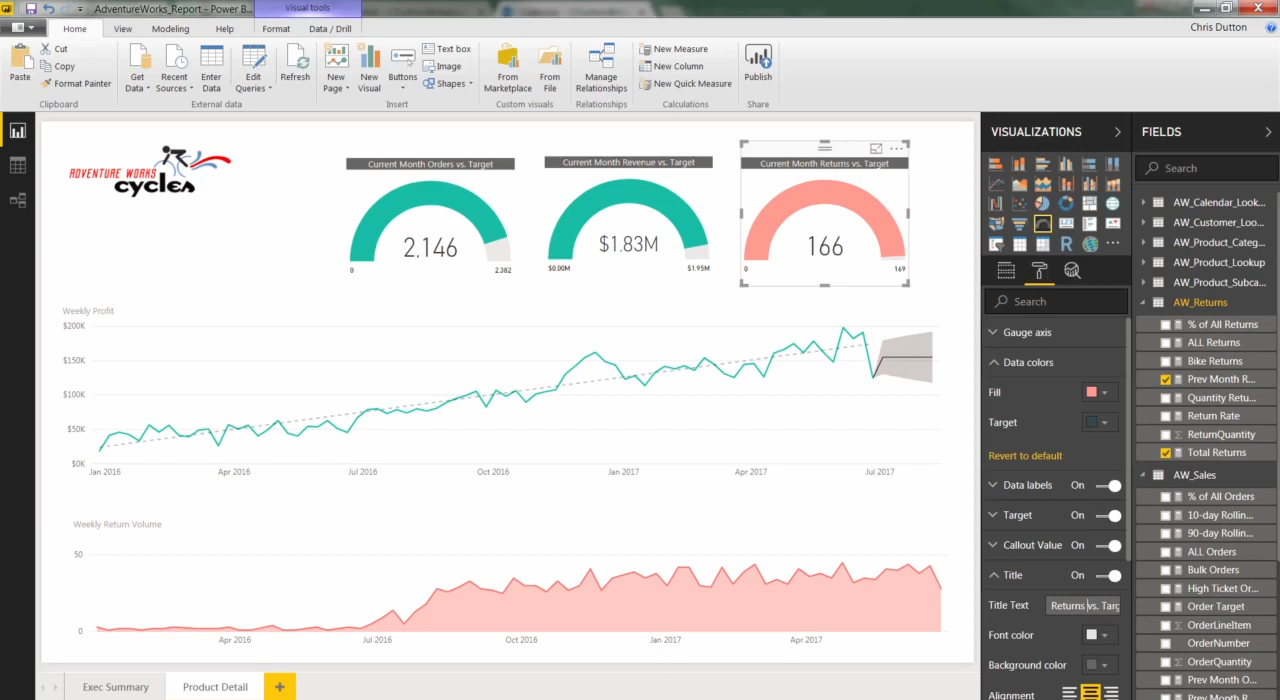 AdventureWorks_Report - Power B...
Visual tools
Home
View
Modeling
Help
Format
Data / Drill
Chris Dutton
Paste
Cut
Copy
Format Painter
Clipboard
Get
Data
Recent
Sources
Enter
Data
Edit
Queries
Refresh
External data
New
Page
New
Visual
Buttons
Text box
Image
Shapes
Insert
From
Marketplace
From
File
Custom visuals
Manage
Relationships
Relationships
New Measure
New Column
New Quick Measure
Calculations
Publish
Share
ADVENTURE WORKS
cycles
Current Month Orders vs. Target
2,146
0
2,382
Current Month Revenue vs. Target
$1.83M
$0.00M
$1.95M
Current Month Returns vs. Target
166
0
169
Weekly Profit
$200K
$150K
$100K
$50K
$0K
Jan 2016
Apr 2016
Jul 2016
Oct 2016
Jan 2017
Apr 2017
Jul 2017
Weekly Return Volume
50
0
Apr 2016
Jul 2016
Oct 2016
Jan 2017
Apr 2017
Exec Summary
Product Detail
+
VISUALIZATIONS
R
Search
Gauge axis
Data colors
Fill
Target
Revert to default
Data labels On
Target On
Callout Value On
Title On
Title Text Returns vs. Targ
Font color
Background color
Alignment
FIELDS
Search
AW_Calendar_Look...
AW_Customer_Loo...
AW_Product_Categ...
AW_Product_Lookup
AW_Product_Subca...
AW_Returns
% of All Returns
ALL Returns
Bike Returns
Prev Month R...
Quantity Retu...
Return Rate
ReturnQuantity
Total Returns
AW_Sales
% of All Orders
10-day Rollin...
90-day Rollin...
ALL Orders
Bulk Orders
High Ticket Or...
Order Target
OrderLineItem
OrderNumber
OrderQuantity
Prev Month O...
Prev Month R...